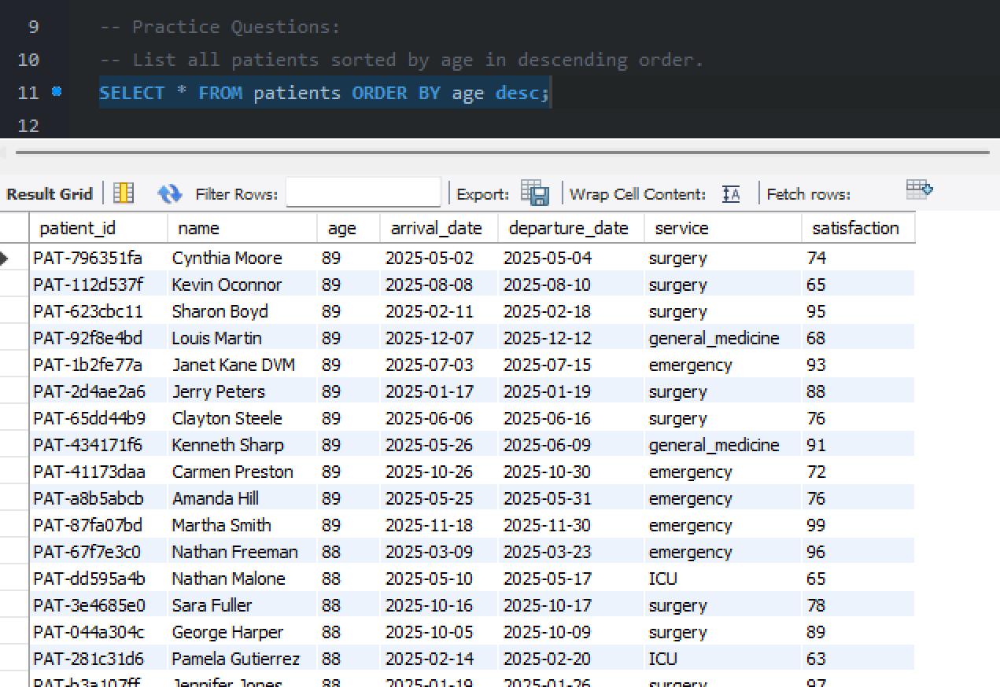 9 -- Practice Questions:
10 -- List all patients sorted by age in descending order.
11 SELECT * FROM patients ORDER BY age desc;
12
Result Grid Filter Rows: Export: Wrap Cell Content: Fetch rows:
patient_id name age arrival_date departure_date service satisfaction
PAT-796351fa Cynthia Moore 89 2025-05-02 2025-05-04 surgery 74
PAT-112d537f Kevin Oconnor 89 2025-08-08 2025-08-10 surgery 65
PAT-623cbc11 Sharon Boyd 89 2025-02-11 2025-02-18 surgery 95
PAT-92f8e4bd Louis Martin 89 2025-12-07 2025-12-12 general_medicine 68
PAT-1b2fe77a Janet Kane DVM 89 2025-07-03 2025-07-15 emergency 93
PAT-2d4ae2a6 Jerry Peters 89 2025-01-17 2025-01-19 surgery 88
PAT-65dd44b9 Clayton Steele 89 2025-06-06 2025-06-16 surgery 76
PAT-434171f6 Kenneth Sharp 89 2025-05-26 2025-06-09 general_medicine 91
PAT-41173daa Carmen Preston 89 2025-10-26 2025-10-30 emergency 72
PAT-a8b5abcb Amanda Hill 89 2025-05-25 2025-05-31 emergency 76
PAT-87fa07bd Martha Smith 89 2025-11-18 2025-11-30 emergency 99
PAT-67f7e3c0 Nathan Freeman 88 2025-03-09 2025-03-23 emergency 96
PAT-dd595a4b Nathan Malone 88 2025-05-10 2025-05-17 ICU 65
PAT-3e4685e0 Sara Fuller 88 2025-10-16 2025-10-17 surgery 78
PAT-044a304c George Harper 88 2025-10-05 2025-10-09 surgery 89
PAT-281c31d6 Pamela Gutierrez 88 2025-02-14 2025-02-20 ICU 63
PAT-b3a107ff Jennifer Jones 88 2025-01-19 2025-01-26 surgery 97